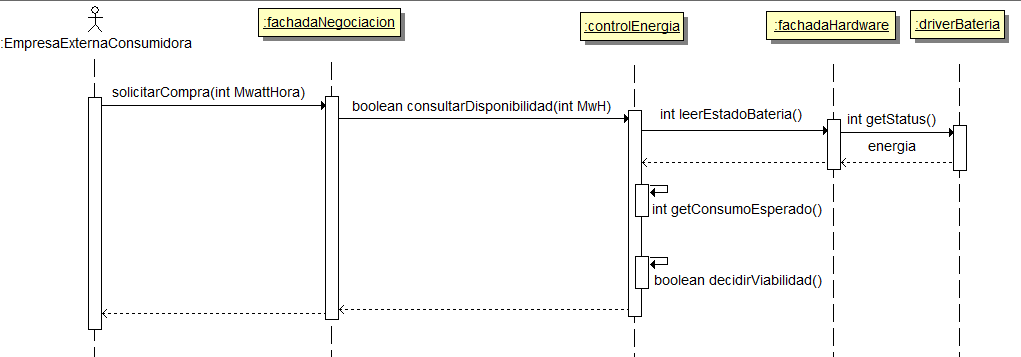 :EmpresaExternaConsumidora
:fachadaNegociacion
:controlEnergia
:fachadaHardware
:driverBateria
solicitarCompra(int MwattHora)
boolean consultarDisponibilidad(int MwH)
int leerEstadoBateria()
int getStatus()
energia
int getConsumoEsperado()
boolean decidirViabilidad()